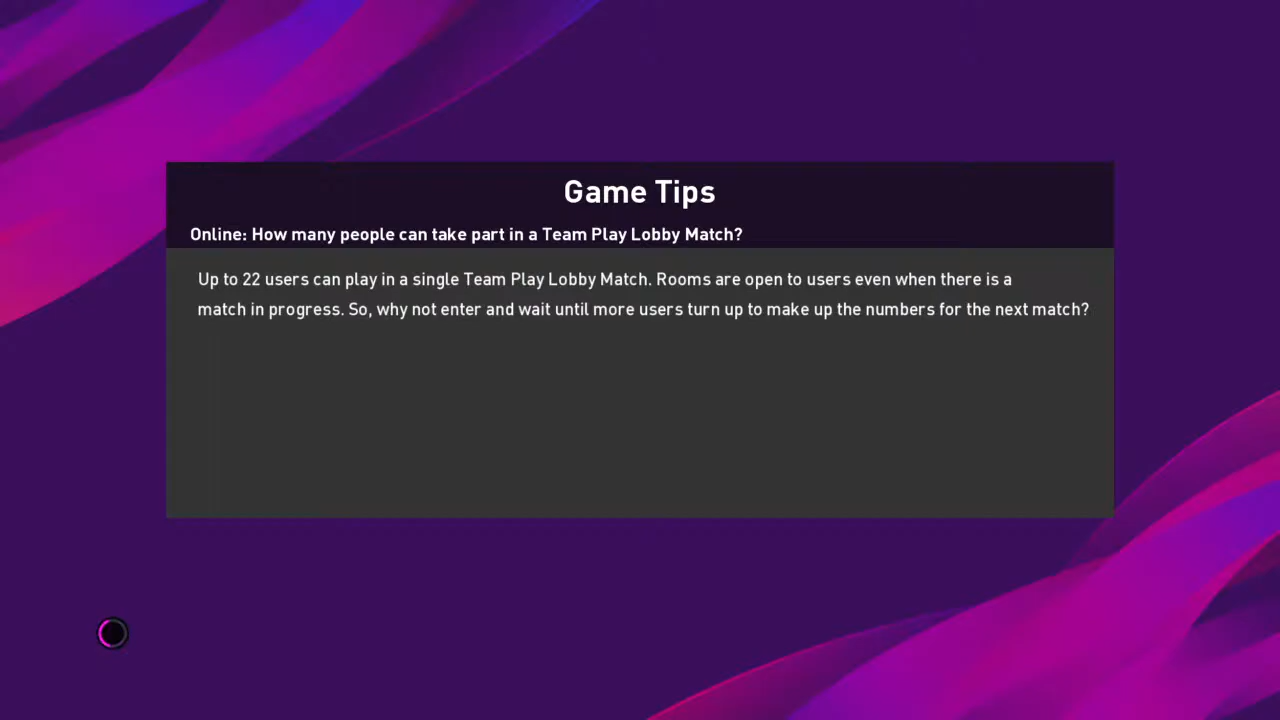 Game Tips
Online: How many people can take part in a Team Play Lobby Match?
Up to 22 users can play in a single Team Play Lobby Match. Rooms are open to users even when there is a
match in progress. So, why not enter and wait until more users turn up to make up the numbers for the next match?